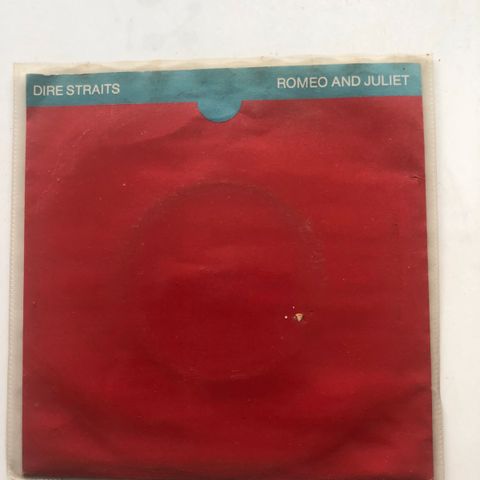 DIRE STRAITS ROMEO AND JULIET